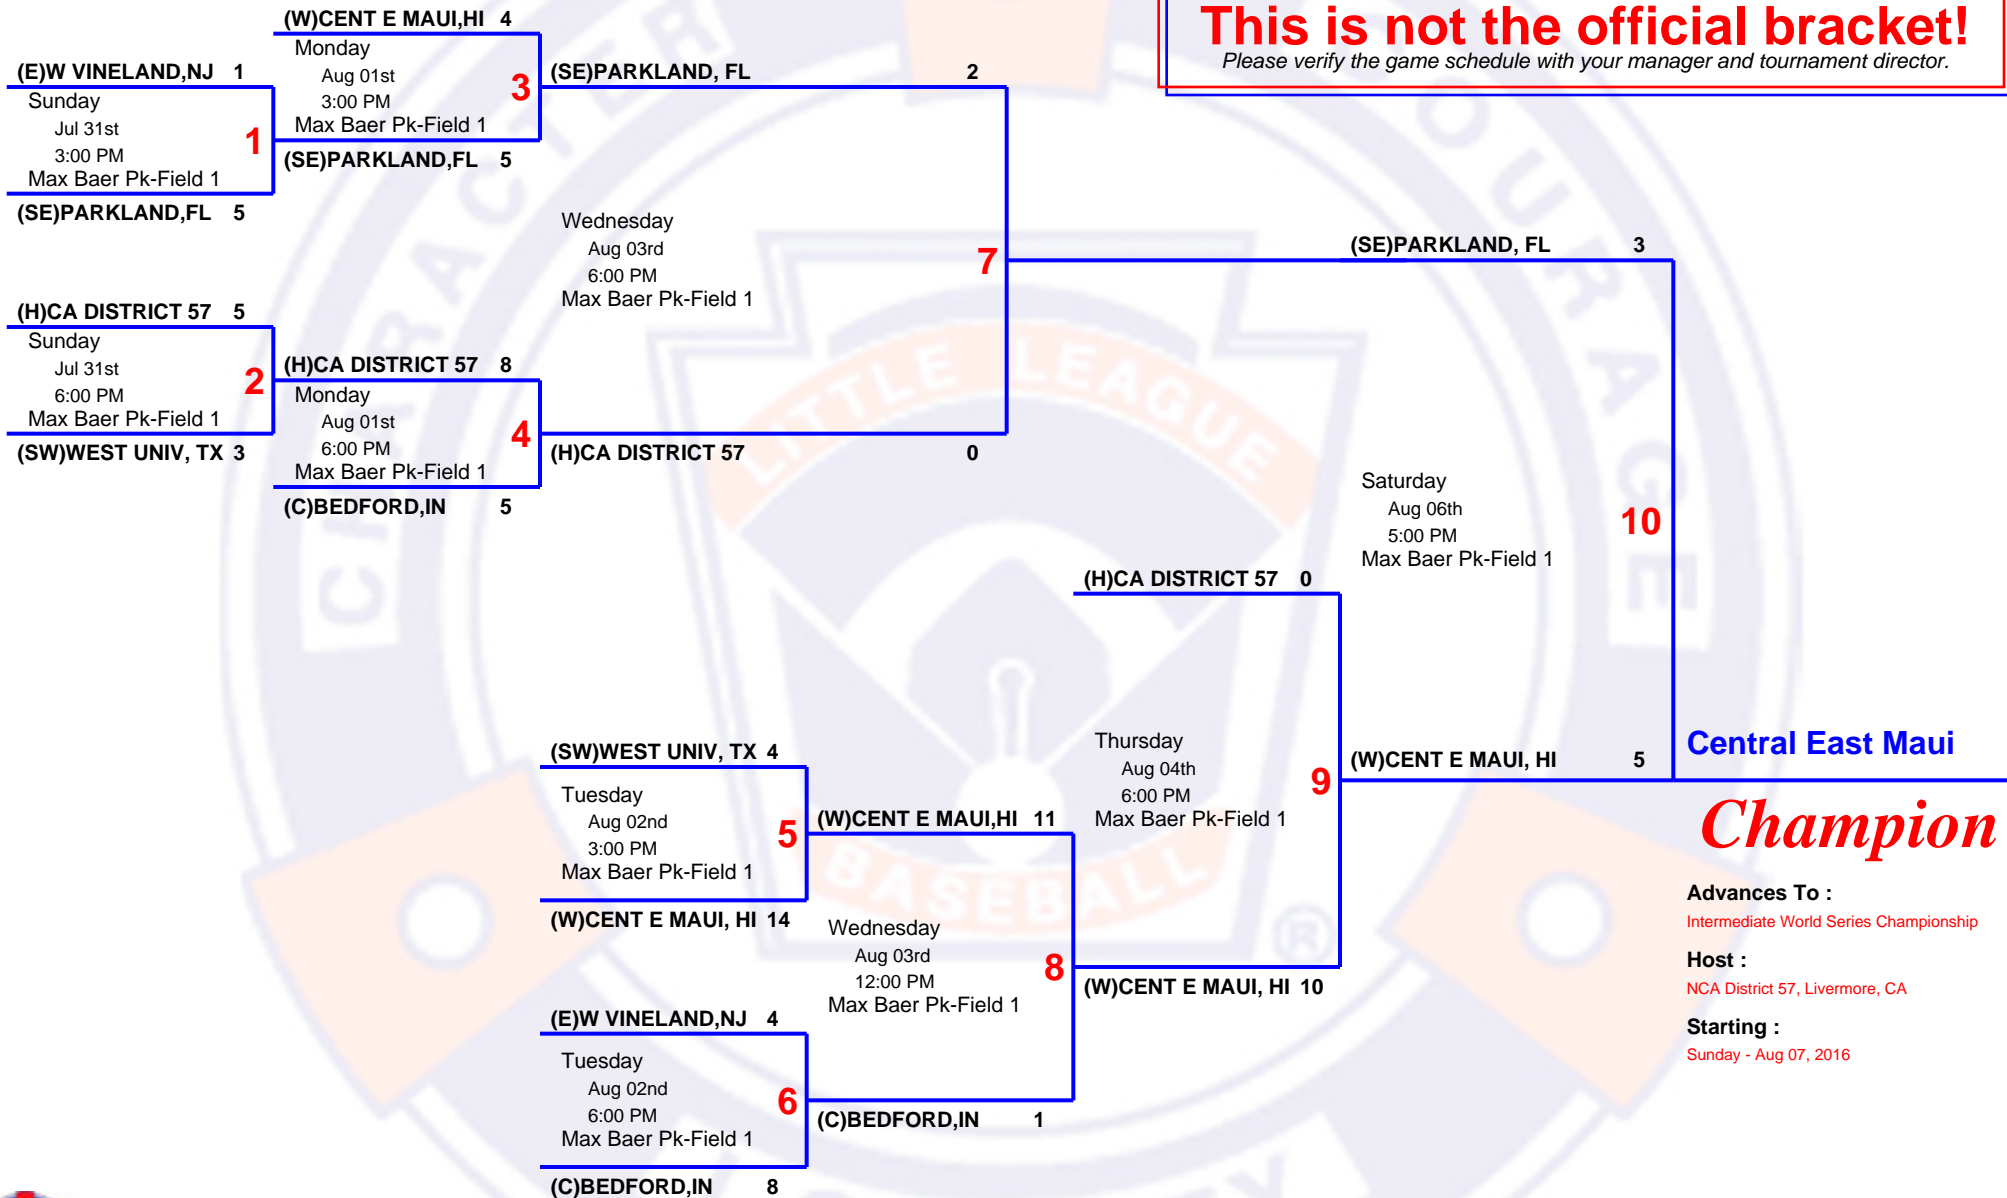 This is not the official bracket!
Please verify the game schedule with your manager and tournament director.
(W)CENT E MAUI,HI 4
Monday
Aug 01st
3:00 PM
Max Baer Pk-Field 1
3
(SE)PARKLAND,FL 5
(E)W VINELAND,NJ 1
Sunday
Jul 31st
3:00 PM
Max Baer Pk-Field 1
1
(SE)PARKLAND,FL 5
(SE)PARKLAND, FL 2
Wednesday
Aug 03rd
6:00 PM
Max Baer Pk-Field 1
7
(H)CA DISTRICT 57 0
(H)CA DISTRICT 57 5
Sunday
Jul 31st
6:00 PM
Max Baer Pk-Field 1
2
(SW)WEST UNIV, TX 3
(H)CA DISTRICT 57 8
Monday
Aug 01st
6:00 PM
Max Baer Pk-Field 1
4
(C)BEDFORD,IN 5
(SE)PARKLAND, FL 3
Saturday
Aug 06th
5:00 PM
Max Baer Pk-Field 1
10
(W)CENT E MAUI, HI 5
(H)CA DISTRICT 57 0
Thursday
Aug 04th
6:00 PM
Max Baer Pk-Field 1
9
(W)CENT E MAUI, HI 10
(SW)WEST UNIV, TX 4
Tuesday
Aug 02nd
3:00 PM
Max Baer Pk-Field 1
5
(W)CENT E MAUI, HI 14
(W)CENT E MAUI,HI 11
Wednesday
Aug 03rd
12:00 PM
Max Baer Pk-Field 1
8
(C)BEDFORD,IN 1
(E)W VINELAND,NJ 4
Tuesday
Aug 02nd
6:00 PM
Max Baer Pk-Field 1
6
(C)BEDFORD,IN 8
Central East Maui
Champion
Advances To :
Intermediate World Series Championship
Host :
NCA District 57, Livermore, CA
Starting :
Sunday - Aug 07, 2016
CHARACTER
COURAGE
LITTLE LEAGUE
BASEBALL
®